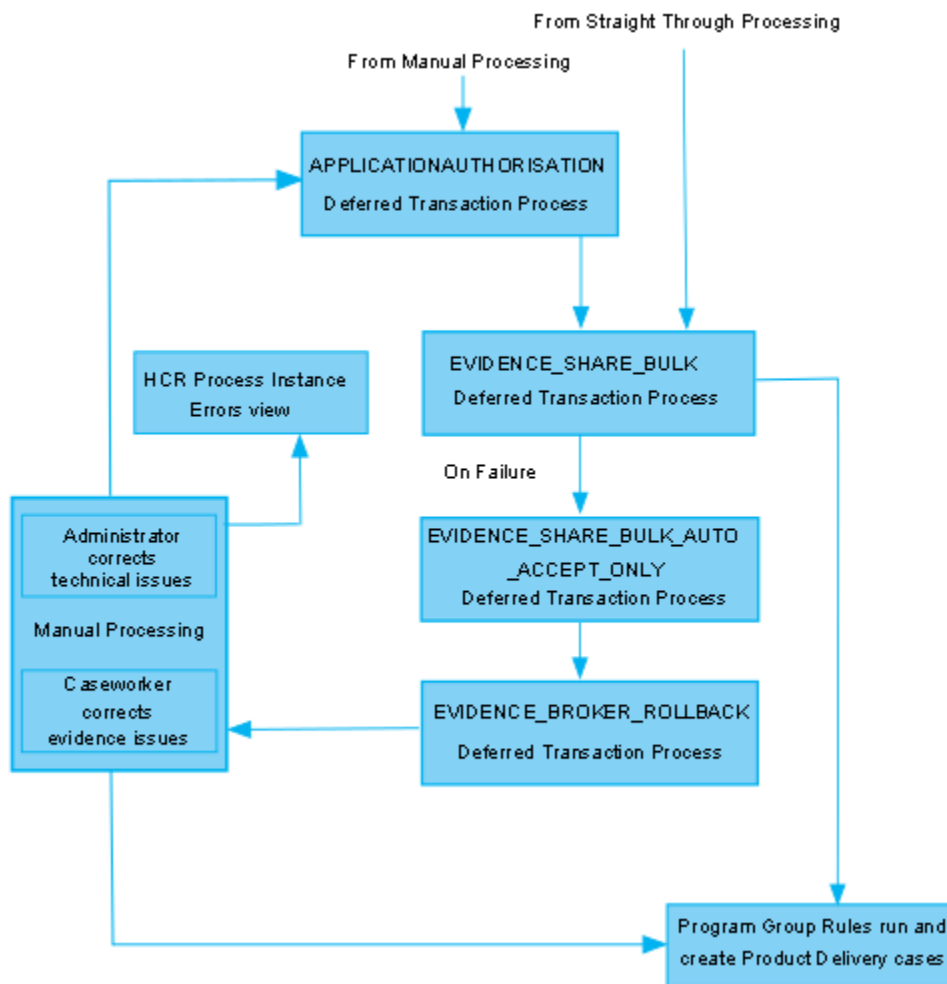 From Straight Through Processing
From Manual Processing
APPLICATIONAUTHORISATION
Deferred Transaction Process
EVIDENCE_SHARE_BULK
Deferred Transaction Process
HCR Process Instance
Errors view
On Failure
EVIDENCE_SHARE_BULK_AUTO
_ACCEPT_ONLY
Deferred Transaction Process
Administrator
corrects
technical issues
Manual Processing
Caseworker
corrects
evidence issues
EVIDENCE_BROKER_ROLLBACK
Deferred Transaction Process
Program Group Rules run and
create Product Delivery cases